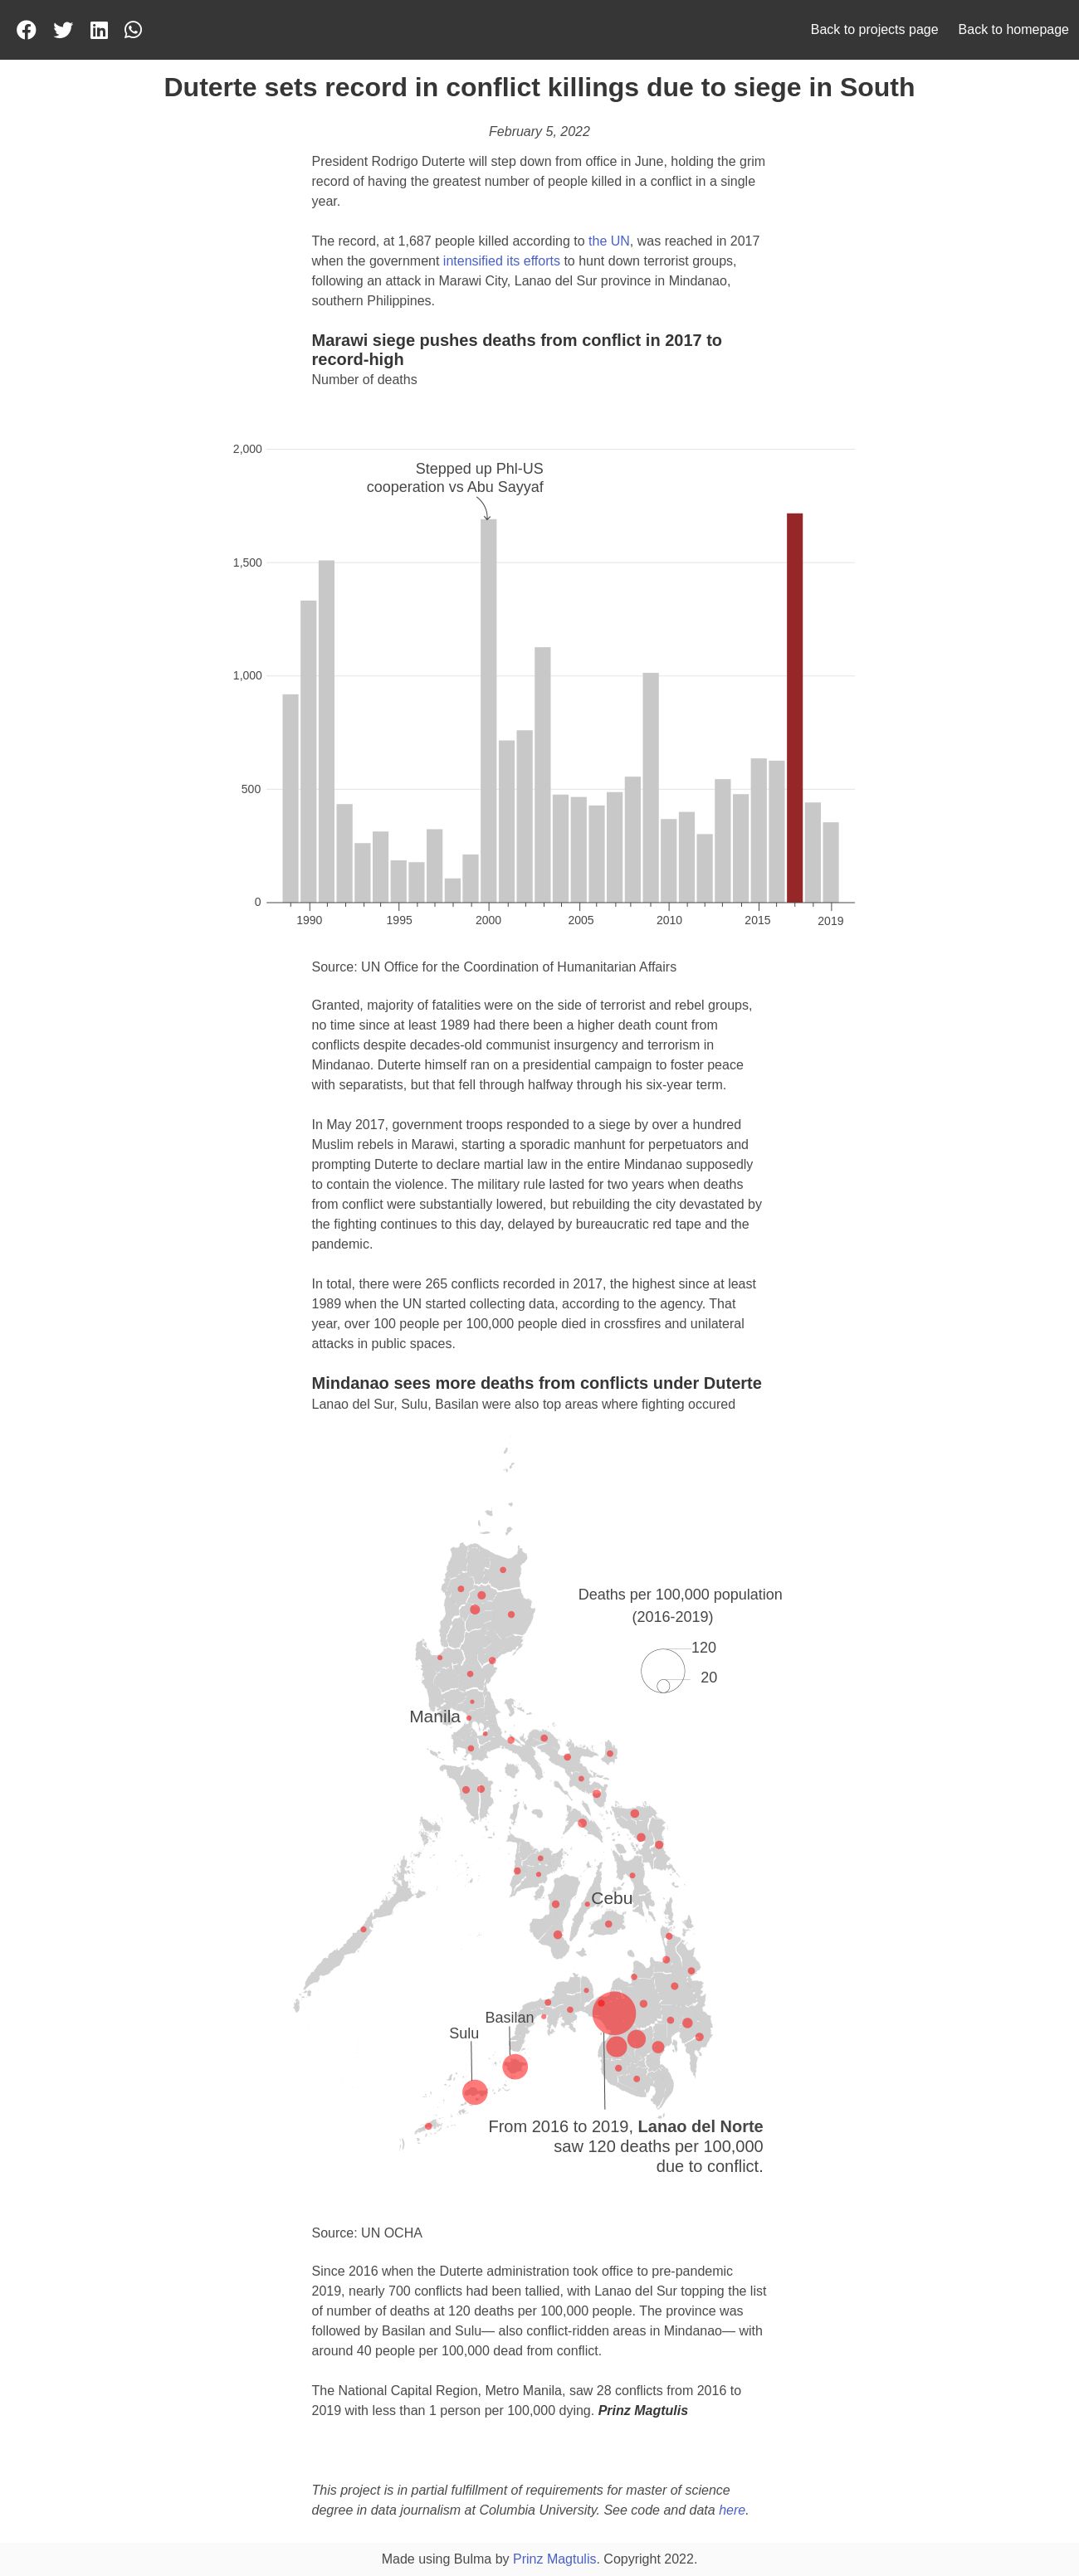 Back to projects page Back to homepage
Duterte sets record in conflict killings due to siege in South
February 5, 2022
President Rodrigo Duterte will step down from office in June, holding the grim
record of having the greatest number of people killed in a conflict in a single
year.
The record, at 1,687 people killed according to the UN, was reached in 2017
when the government intensified its efforts to hunt down terrorist groups,
following an attack in Marawi City, Lanao del Sur province in Mindanao,
southern Philippines.
Marawi siege pushes deaths from conflict in 2017 to
record-high
Number of deaths
2,000
Stepped up Phl-US
cooperation vs Abu Sayyaf
1,500
1,000
500
0
1990 1995 2000 2005 2010 2015 2019
Source: UN Office for the Coordination of Humanitarian Affairs
Granted, majority of fatalities were on the side of terrorist and rebel groups,
no time since at least 1989 had there been a higher death count from
conflicts despite decades-old communist insurgency and terrorism in
Mindanao. Duterte himself ran on a presidential campaign to foster peace
with separatists, but that fell through halfway through his six-year term.
In May 2017, government troops responded to a siege by over a hundred
Muslim rebels in Marawi, starting a sporadic manhunt for perpetuators and
prompting Duterte to declare martial law in the entire Mindanao supposedly
to contain the violence. The military rule lasted for two years when deaths
from conflict were substantially lowered, but rebuilding the city devastated by
the fighting continues to this day, delayed by bureaucratic red tape and the
pandemic.
In total, there were 265 conflicts recorded in 2017, the highest since at least
1989 when the UN started collecting data, according to the agency. That
year, over 100 people per 100,000 people died in crossfires and unilateral
attacks in public spaces.
Mindanao sees more deaths from conflicts under Duterte
Lanao del Sur, Sulu, Basilan were also top areas where fighting occured
Deaths per 100,000 population
(2016-2019)
120
20
Manila
Cebu
Basilan
Sulu
From 2016 to 2019, Lanao del Norte
saw 120 deaths per 100,000
due to conflict.
Source: UN OCHA
Since 2016 when the Duterte administration took office to pre-pandemic
2019, nearly 700 conflicts had been tallied, with Lanao del Sur topping the list
of number of deaths at 120 deaths per 100,000 people. The province was
followed by Basilan and Sulu— also conflict-ridden areas in Mindanao— with
around 40 people per 100,000 dead from conflict.
The National Capital Region, Metro Manila, saw 28 conflicts from 2016 to
2019 with less than 1 person per 100,000 dying. Prinz Magtulis
This project is in partial fulfillment of requirements for master of science
degree in data journalism at Columbia University. See code and data here.
Made using Bulma by Prinz Magtulis. Copyright 2022.